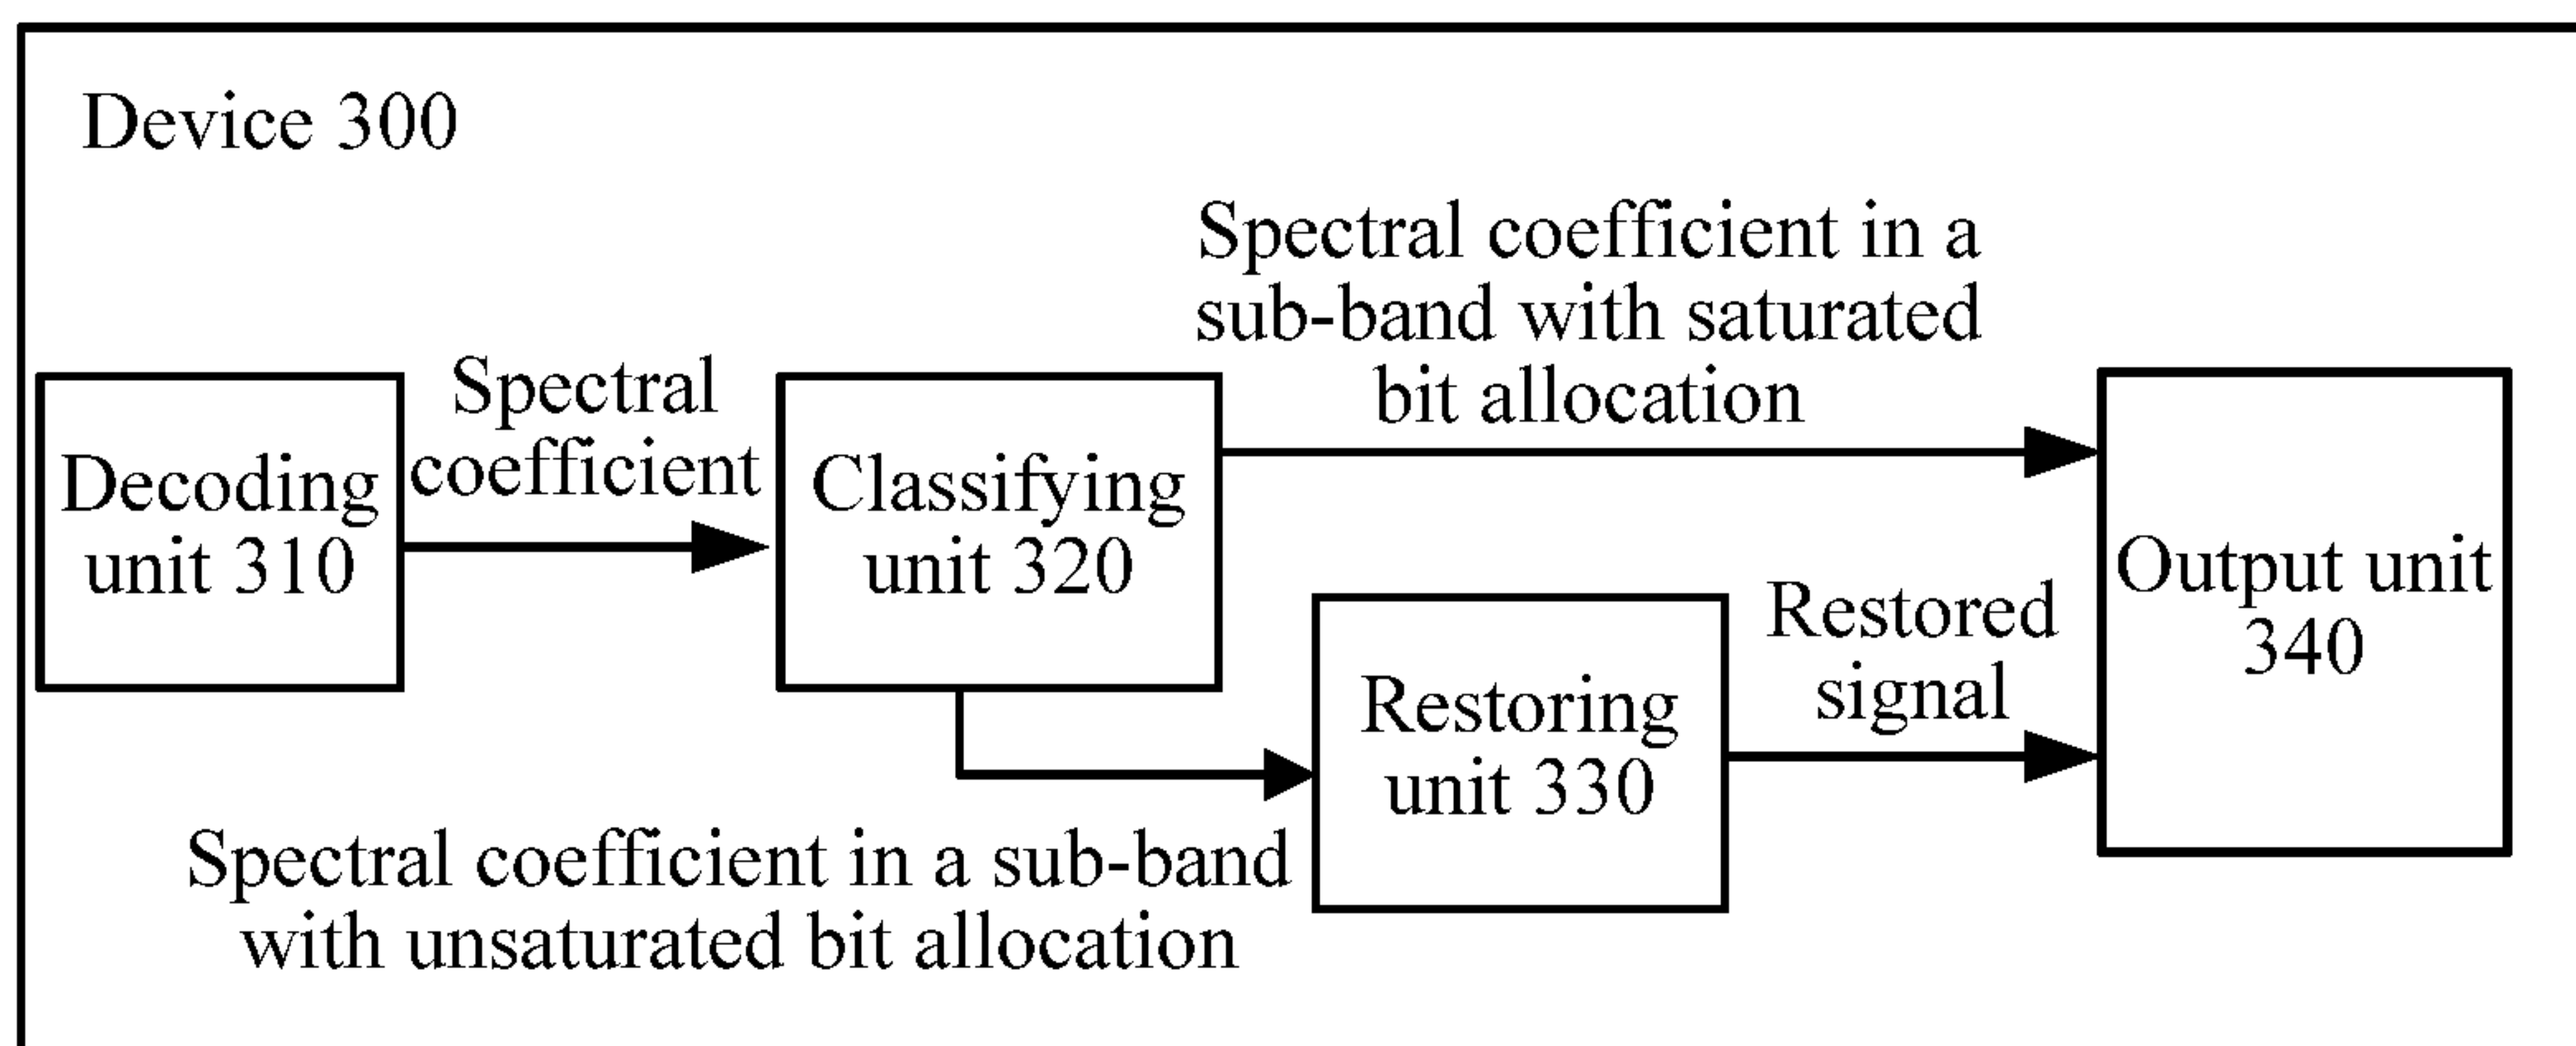 Device 300
Spectral coefficient in a
sub-band with saturated
bit allocation
Spectral
coefficient
Decoding
unit 310
Classifying
unit 320
Output unit
340
Restored
signal
Restoring
unit 330
Spectral coefficient in a sub-band
with unsaturated bit allocation